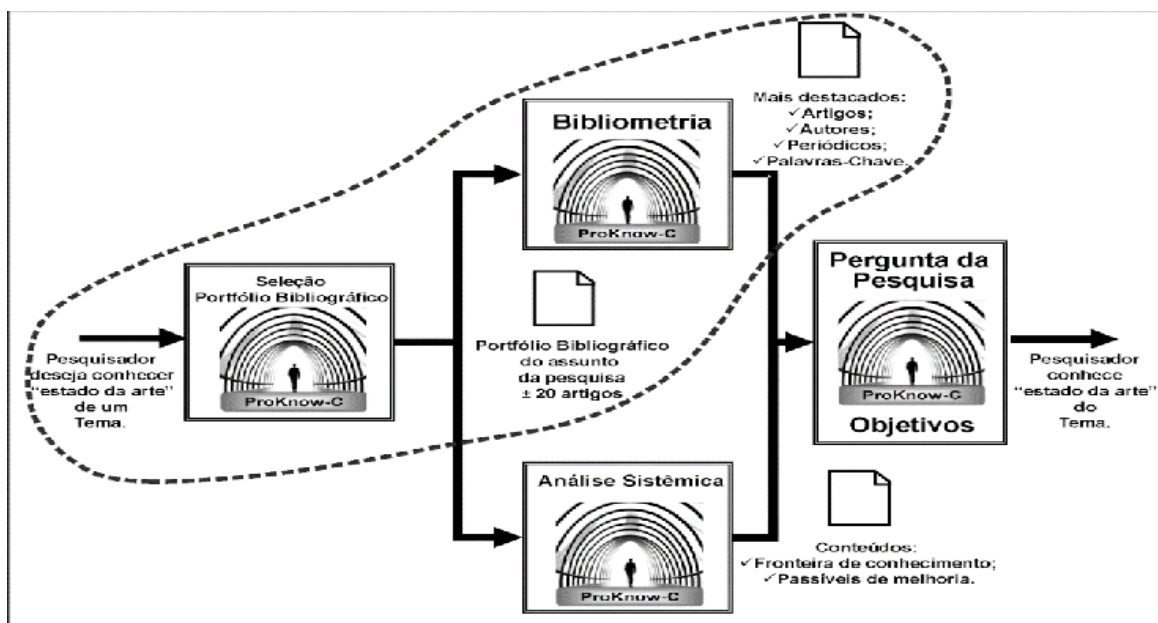 Pesquisador
deseja conhecer
“estado da arte”
de um
Tema.
Seleção
Portfólio Bibliográfico
ProKnow-C
Bibliometria
ProKnow-C
Mais destacados:
✓Artigos;
✓Autores;
✓Periódicos;
✓Palavras-Chave.
Portfólio Bibliográfico
do assunto
da pesquisa
± 20 artigos
Análise Sistêmica
ProKnow-C
Pergunta da
Pesquisa
ProKnow-C
Objetivos
Conteúdos:
✓Fronteira de conhecimento;
✓Passíveis de melhoria.
Pesquisador
conhece
“estado da arte”
do
Tema.